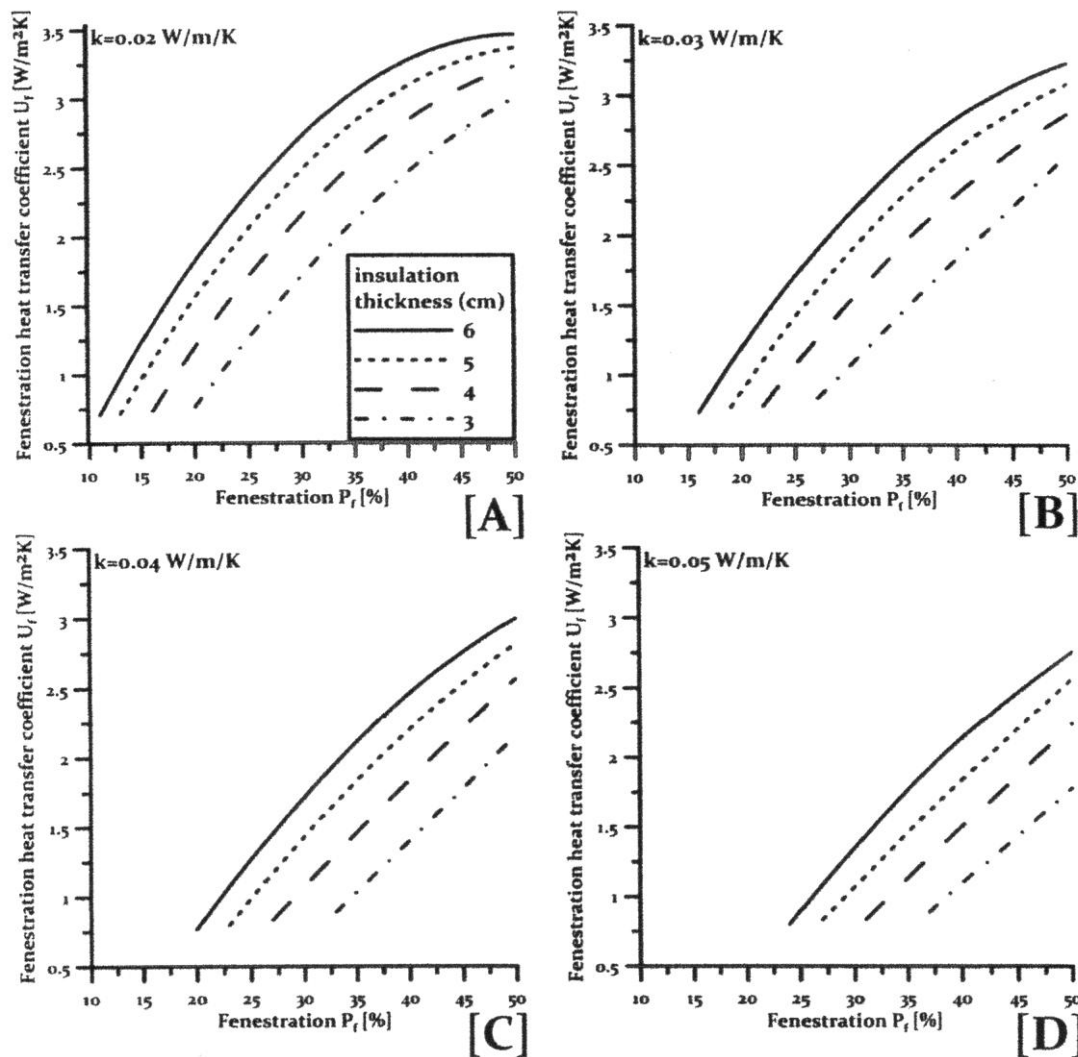 k=0.02 W/m/K
Fenestration heat transfer coefficient U_f [W/m²K]
3.5
3
2.5
2
1.5
1
0.5
insulation
thickness (cm)
6
5
4
3
10 15 20 25 30 35 40 45 50
Fenestration P_f [%]
[A]
k=0.03 W/m/K
Fenestration heat transfer coefficient U_f [W/m²K]
3.5
3
2.5
2
1.5
1
0.5
10 15 20 25 30 35 40 45 50
Fenestration P_f [%]
[B]
k=0.04 W/m/K
Fenestration heat transfer coefficient U_f [W/m²K]
3.5
3
2.5
2
1.5
1
0.5
10 15 20 25 30 35 40 45 50
Fenestration P_f [%]
[C]
k=0.05 W/m/K
Fenestration heat transfer coefficient U_f [W/m²K]
3.5
3
2.5
2
1.5
1
0.5
10 15 20 25 30 35 40 45 50
Fenestration P_f [%]
[D]